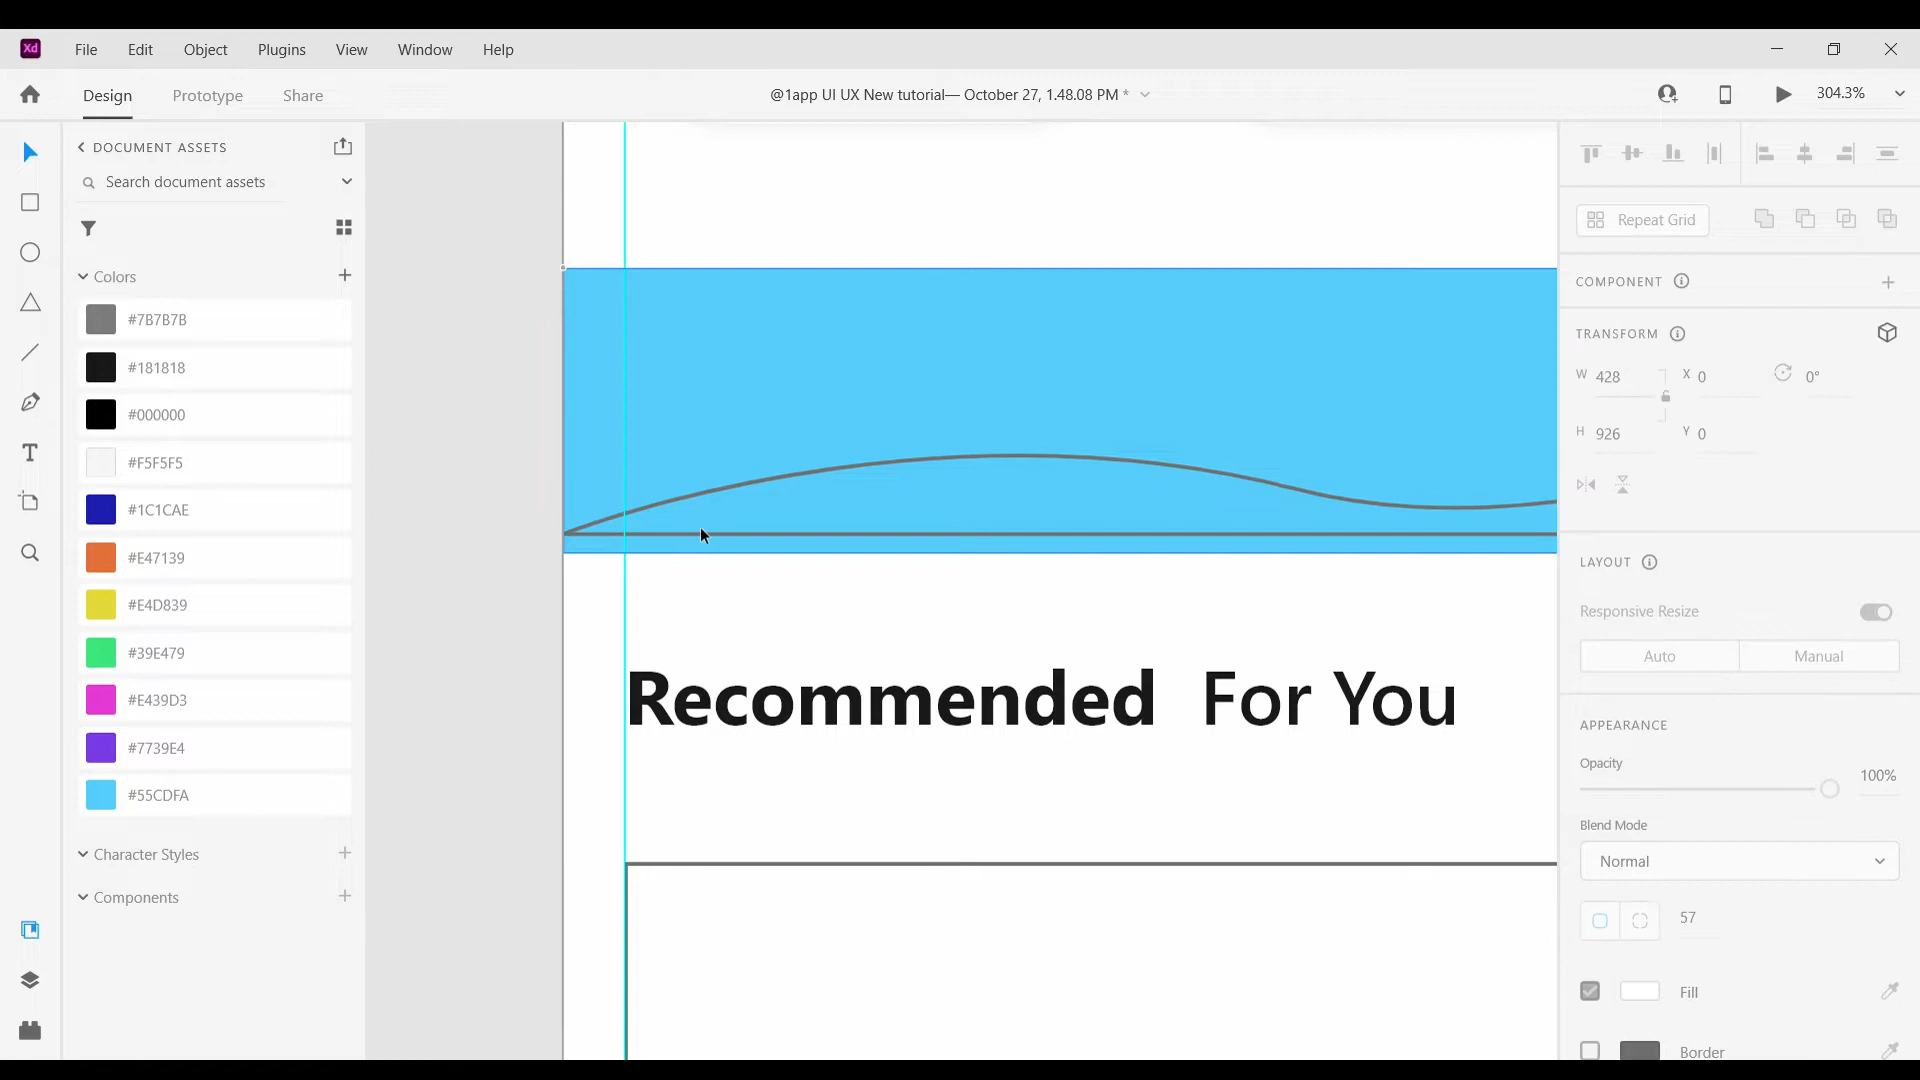 Xd File Edit Object Plugins View Window Help
Design Prototype Share @1app UI UX New tutorial— October 27, 1.48.08 PM * 304.3%
DOCUMENT ASSETS
Search document assets
Colors
#7B7B7B
#181818
#000000
#F5F5F5
#1C1CAE
#E47139
#E4D839
#39E479
#E439D3
#7739E4
#55CDFA
Character Styles
Components
Recommended For You
Repeat Grid
COMPONENT
TRANSFORM
W 428 X 0 0°
H 926 Y 0
LAYOUT
Responsive Resize
Auto Manual
APPEARANCE
Opacity
100%
Blend Mode
Normal
57
Fill
Border